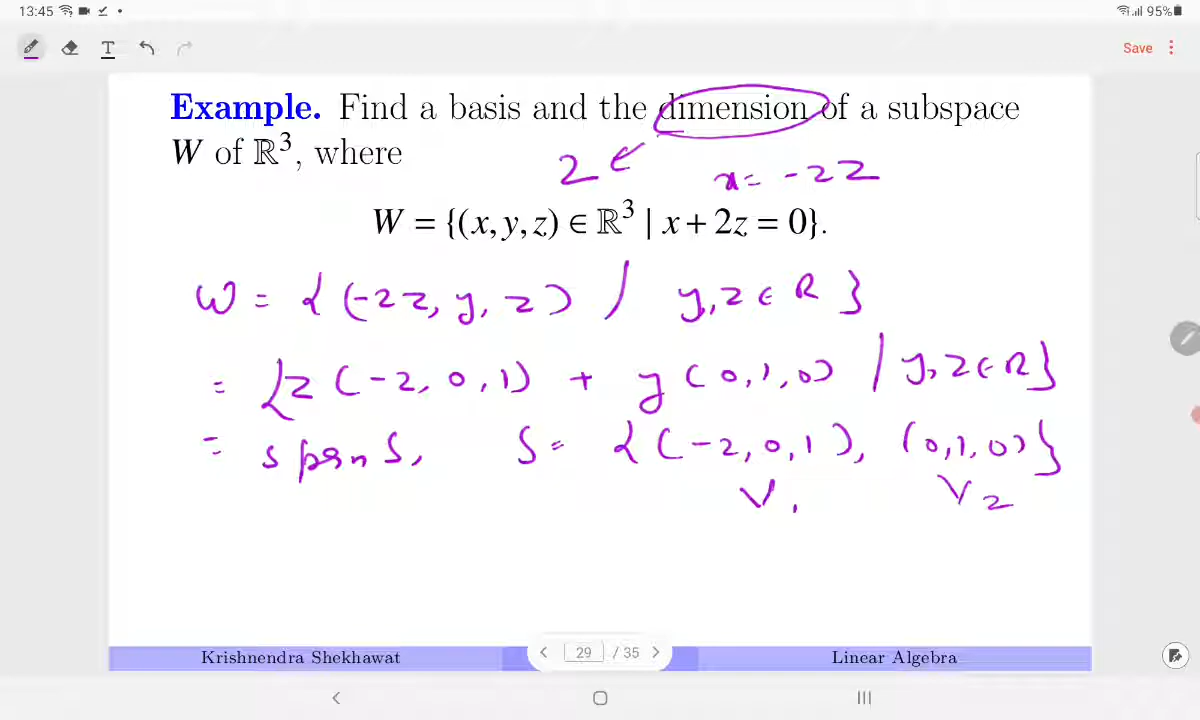 13:45 95%
T Save
Example. Find a basis and the dimension of a subspace
W of ℝ³, where
2 ← x = -2z
W = {(x, y, z) ∈ ℝ³ | x + 2z = 0}.
W = { (-2z, y, z) / y, z ∈ R }
= { z (-2, 0, 1) + y (0, 1, 0) / y, z ∈ R }
= span S, S = { (-2, 0, 1), (0, 1, 0) }
V₁ V₂
Krishnendra Shekhawat < 29 / 35 > Linear Algebra